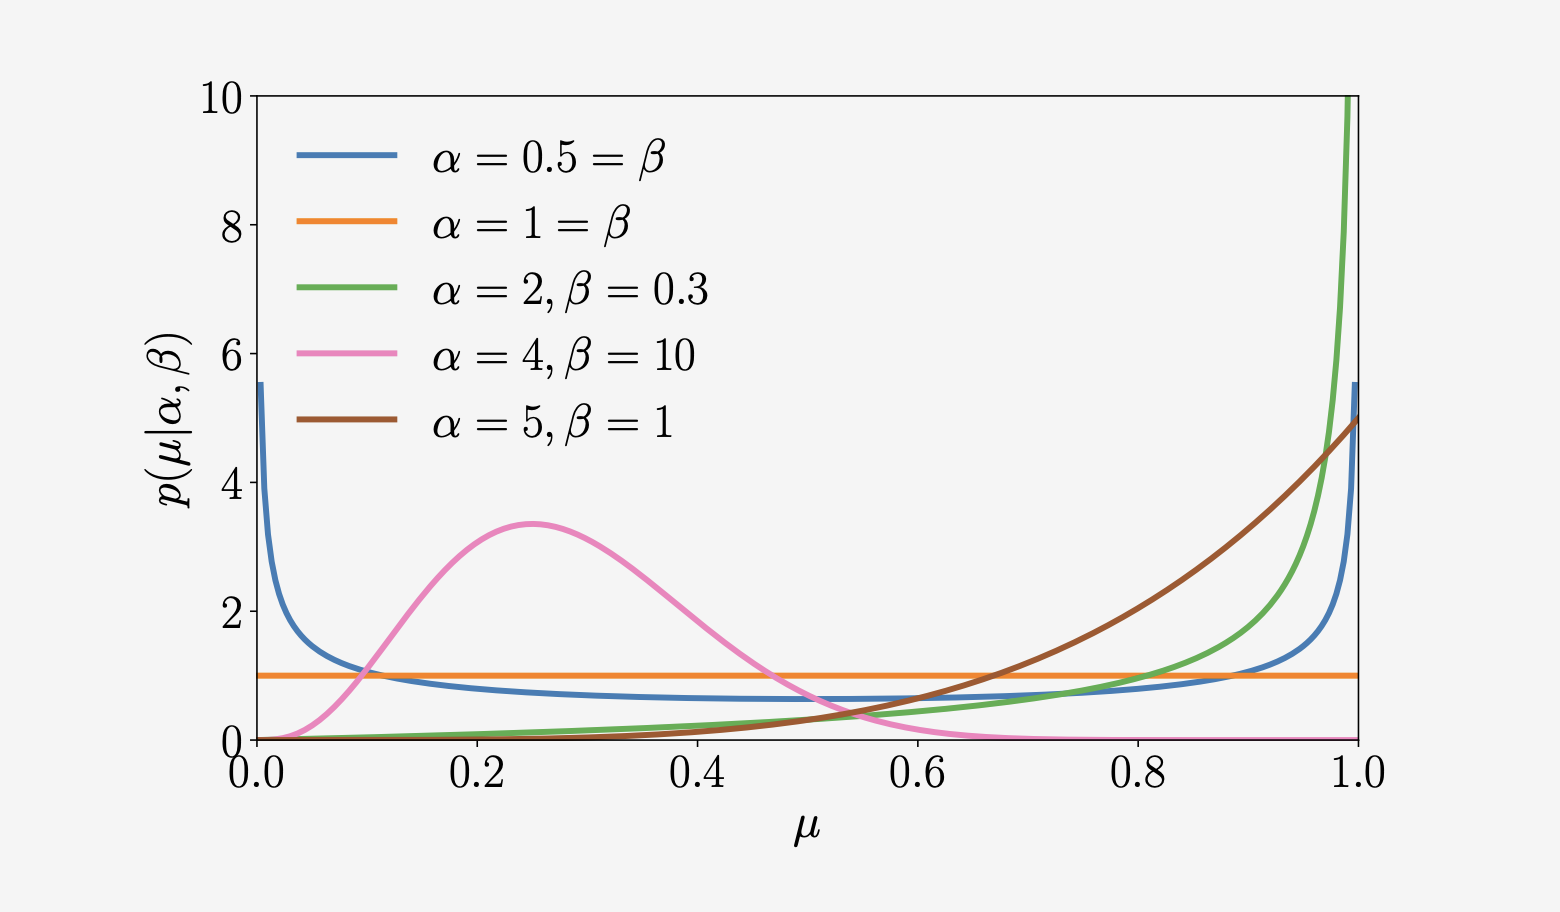 10
8
6
4
2
0
p(μ|α, β)
α = 0.5 = β
α = 1 = β
α = 2, β = 0.3
α = 4, β = 10
α = 5, β = 1
0.0 0.2 0.4 0.6 0.8 1.0
μ